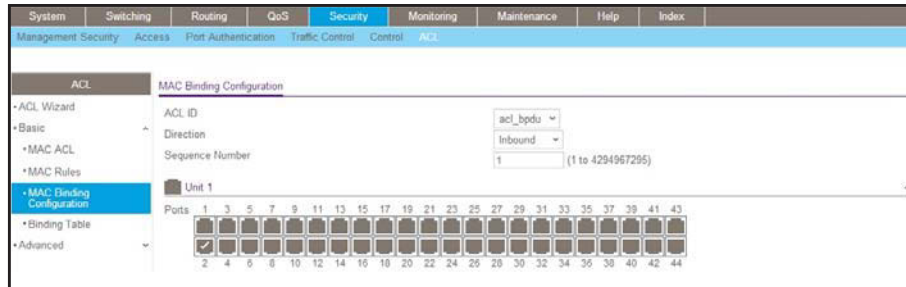 System Switching Routing QoS Security Monitoring Maintenance Help Index
Management Security Access Port Authentication Traffic Control Control ACL
ACL
MAC Binding Configuration
ACL Wizard
Basic
MAC ACL
MAC Rules
MAC Binding
Configuration
Binding Table
Advanced
ACL ID
acl_bpdu
Direction
Inbound
Sequence Number
1 (1 to 4294967295)
Unit 1
Ports 1 3 5 7 9 11 13 15 17 19 21 23 25 27 29 31 33 35 37 39 41 43
2 4 6 8 10 12 14 16 18 20 22 24 26 28 30 32 34 36 38 40 42 44